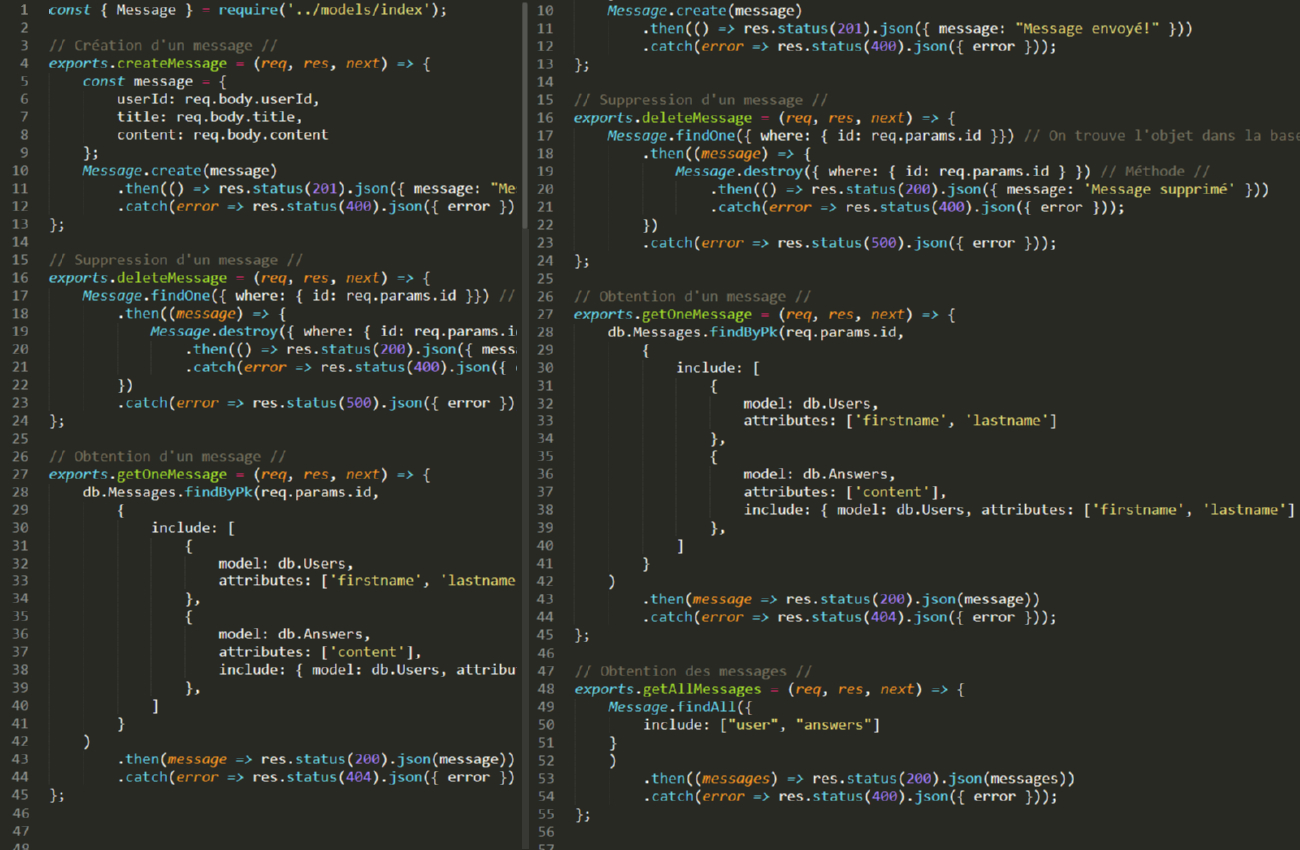 1 const { Message } = require('../models/index');
2
3 // Création d'un message //
4 exports.createMessage = (req, res, next) => {
5 const message = {
6 userId: req.body.userId,
7 title: req.body.title,
8 content: req.body.content
9 };
10 Message.create(message)
11 .then(() => res.status(201).json({ message: "Me
12 .catch(error => res.status(400).json({ error })
13 };
14
15 // Suppression d'un message //
16 exports.deleteMessage = (req, res, next) => {
17 Message.findOne({ where: { id: req.params.id }}) //
18 .then((message) => {
19 Message.destroy({ where: { id: req.params.i
20 .then(() => res.status(200).json({ mess
21 .catch(error => res.status(400).json({
22 })
23 .catch(error => res.status(500).json({ error })
24 };
25
26 // Obtention d'un message //
27 exports.getOneMessage = (req, res, next) => {
28 db.Messages.findByPk(req.params.id,
29 {
30 include: [
31 {
32 model: db.Users,
33 attributes: ['firstname', 'lastname
34 },
35 {
36 model: db.Answers,
37 attributes: ['content'],
38 include: { model: db.Users, attribu
39 },
40 ]
41 }
42 )
43 .then(message => res.status(200).json(message))
44 .catch(error => res.status(404).json({ error })
45 };
46
47
48
10 Message.create(message)
11 .then(() => res.status(201).json({ message: "Message envoyé!" }))
12 .catch(error => res.status(400).json({ error }));
13 };
14
15 // Suppression d'un message //
16 exports.deleteMessage = (req, res, next) => {
17 Message.findOne({ where: { id: req.params.id }}) // On trouve l'objet dans la base
18 .then((message) => {
19 Message.destroy({ where: { id: req.params.id } }) // Méthode //
20 .then(() => res.status(200).json({ message: 'Message supprimé' }))
21 .catch(error => res.status(400).json({ error }));
22 })
23 .catch(error => res.status(500).json({ error }));
24 };
25
26 // Obtention d'un message //
27 exports.getOneMessage = (req, res, next) => {
28 db.Messages.findByPk(req.params.id,
29 {
30 include: [
31 {
32 model: db.Users,
33 attributes: ['firstname', 'lastname']
34 },
35 {
36 model: db.Answers,
37 attributes: ['content'],
38 include: { model: db.Users, attributes: ['firstname', 'lastname']
39 },
40 ]
41 }
42 )
43 .then(message => res.status(200).json(message))
44 .catch(error => res.status(404).json({ error }));
45 };
46
47 // Obtention des messages //
48 exports.getAllMessages = (req, res, next) => {
49 Message.findAll({
50 include: ["user", "answers"]
51 }
52 )
53 .then((messages) => res.status(200).json(messages))
54 .catch(error => res.status(400).json({ error }));
55 };
56
57